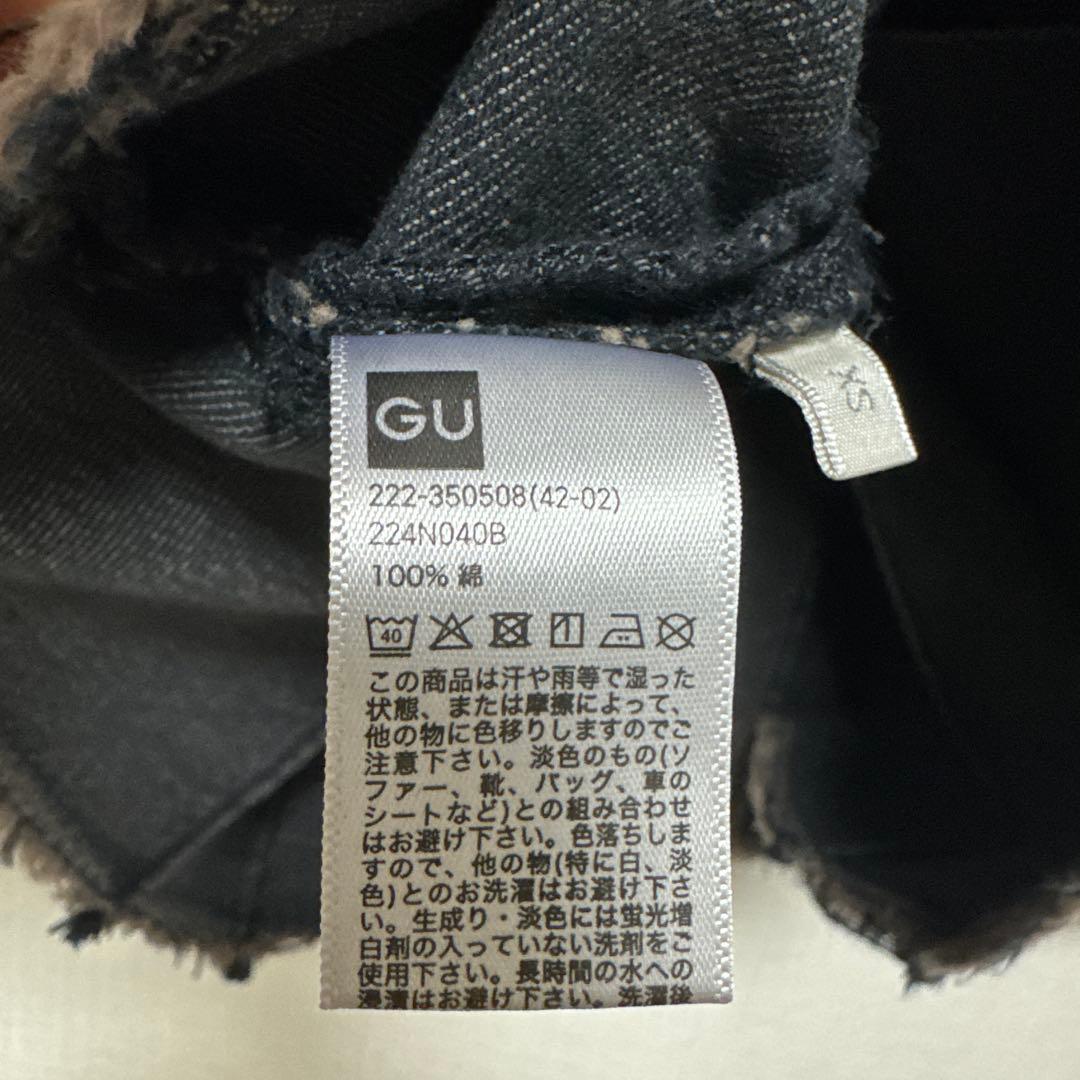 GU
222-350508(42-02)
224N040B
100% 綿
40
この商品は汗や雨等で湿った
状態、または摩擦によって、
他の物に色移りしますのでご
注意下さい。淡色のもの(ソ
ファー、靴、バッグ、車の
シートなど)との組み合わせ
はお避け下さい。色落ちしま
すので、他の物(特に白、淡
色)とのお洗濯はお避け下さ
い。生成り・淡色には蛍光増
白剤の入っていない洗剤をご
使用下さい。長時間の水への
浸漬はお避け下さい。洗濯後
XS